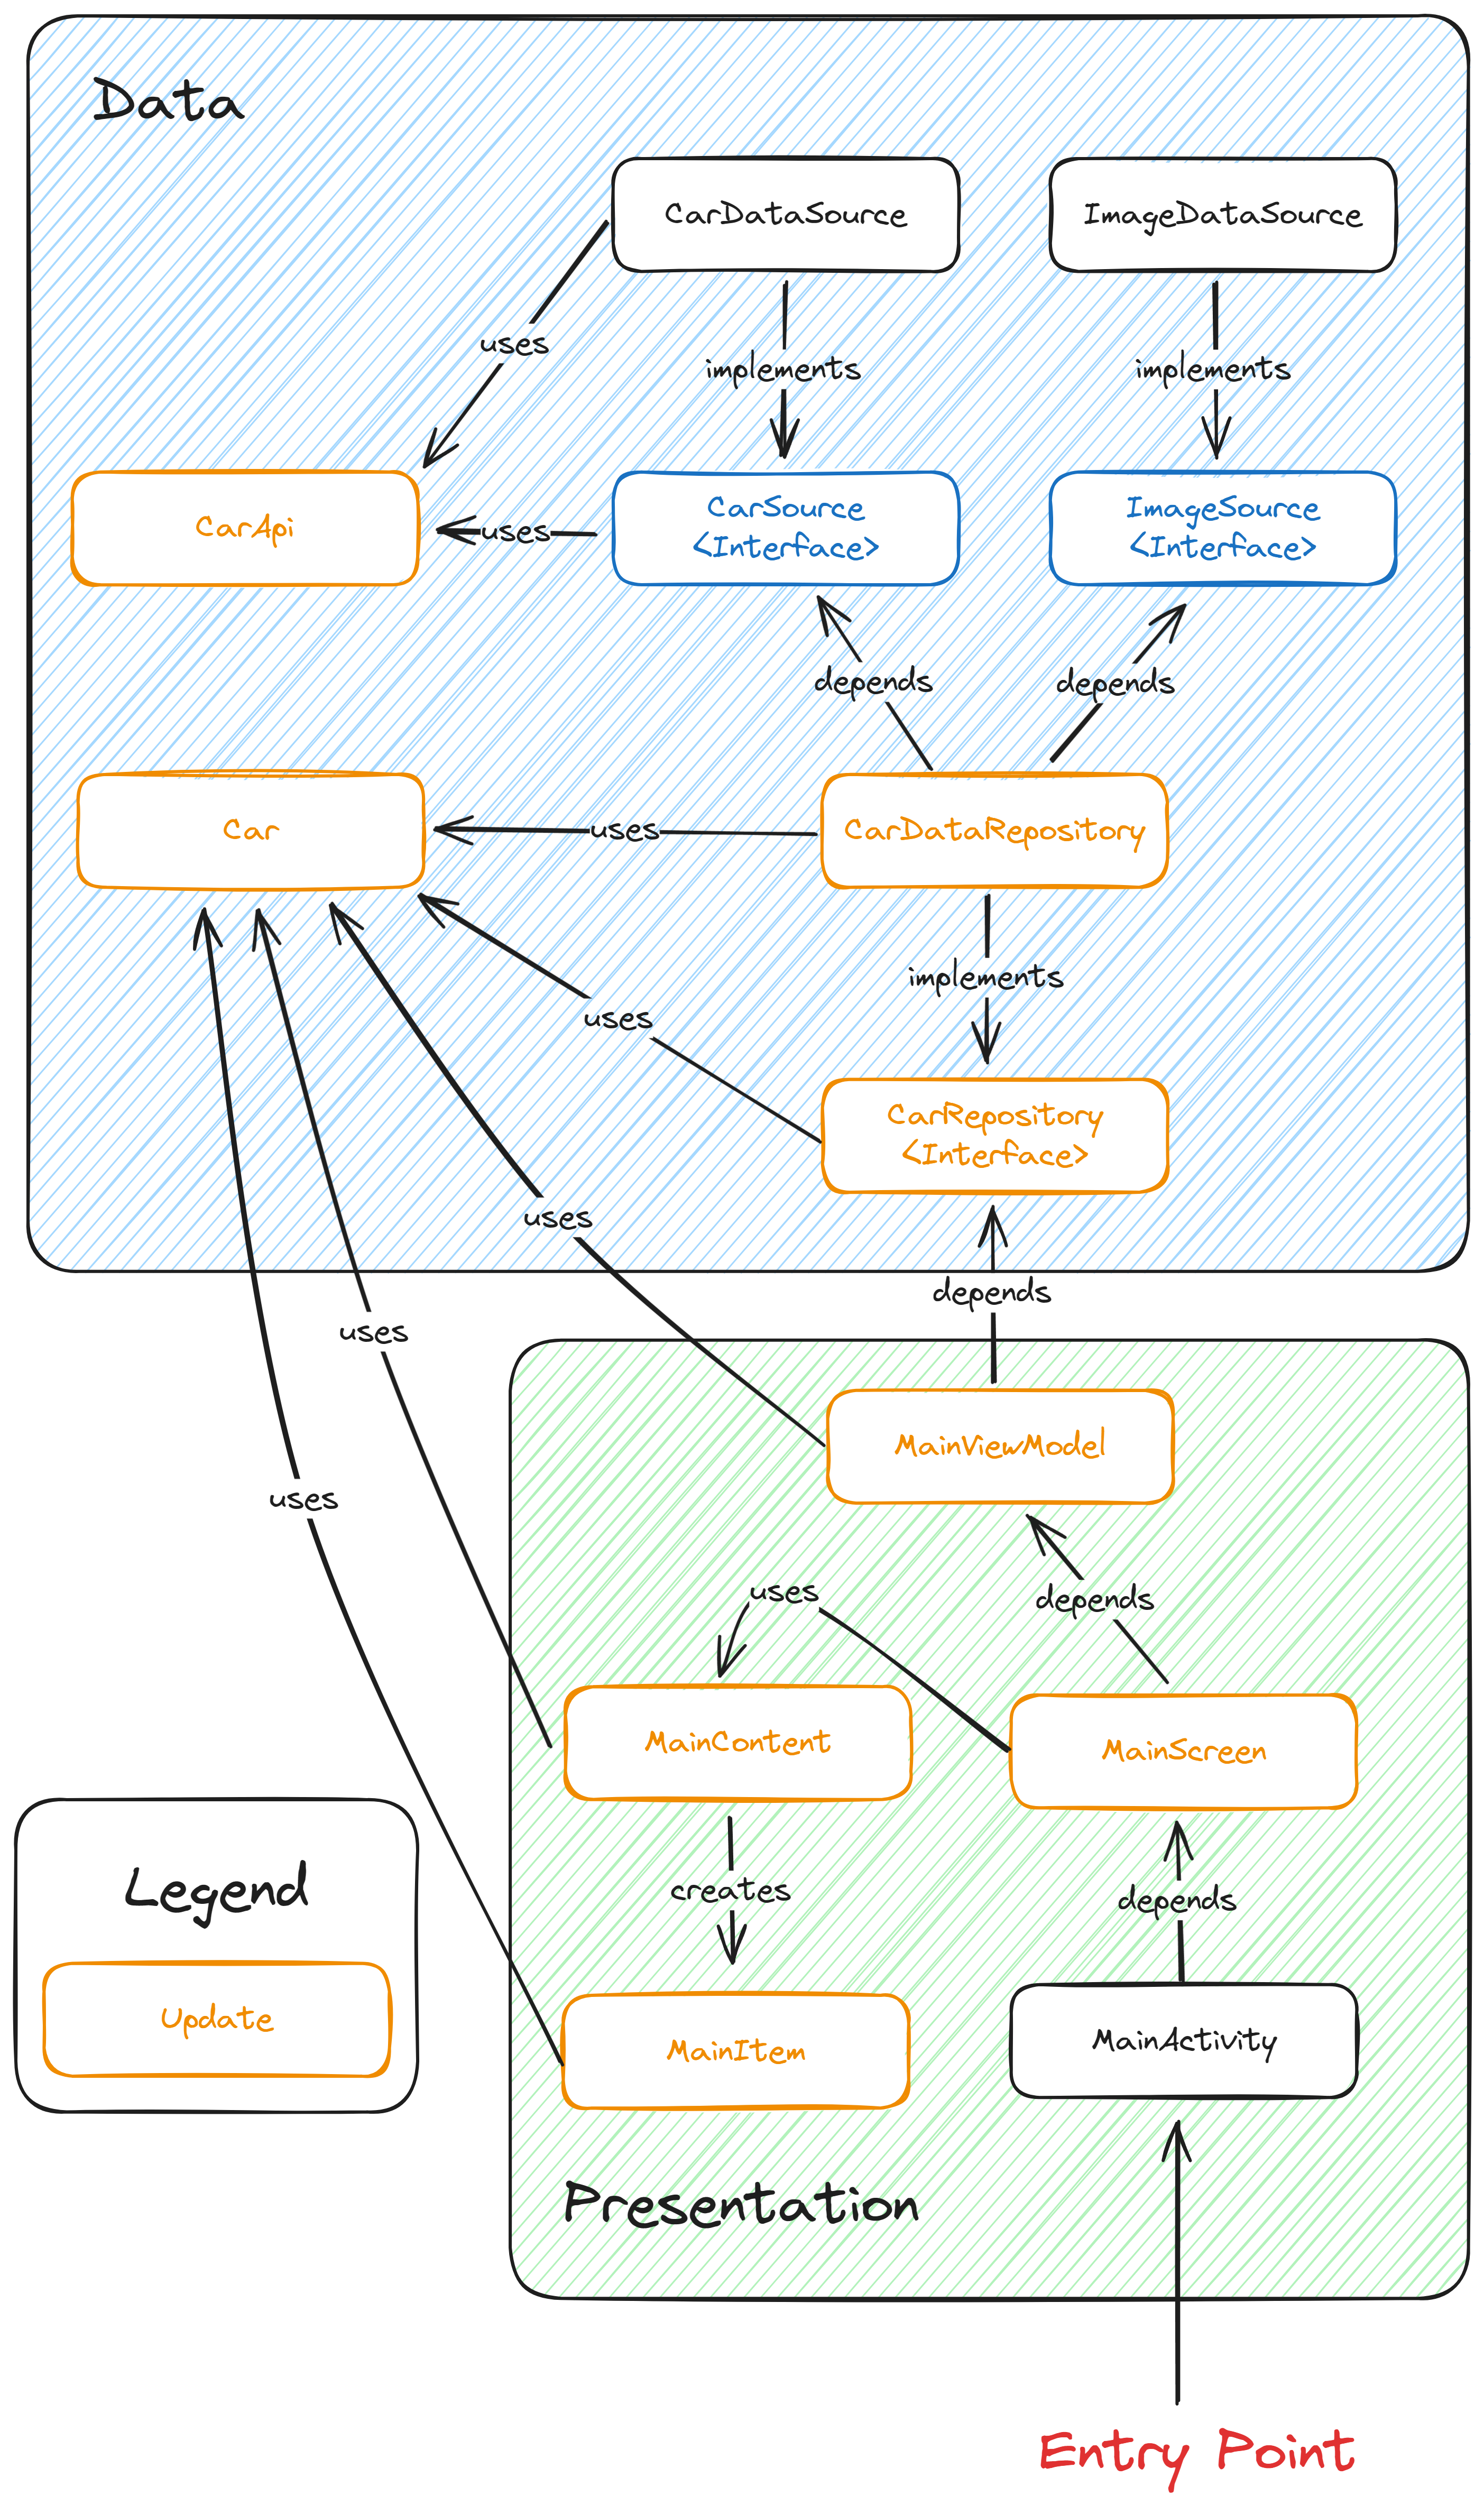 Data
CarDataSource
ImageDataSource
uses
implements
implements
CarApi
uses
CarSource
<Interface>
ImageSource
<Interface>
depends
depends
Car
uses
CarDataRepository
implements
uses
CarRepository
<Interface>
uses
depends
uses
MainViewModel
uses
uses
depends
MainContent
MainScreen
Legend
creates
depends
Update
MainItem
MainActivity
Presentation
Entry Point